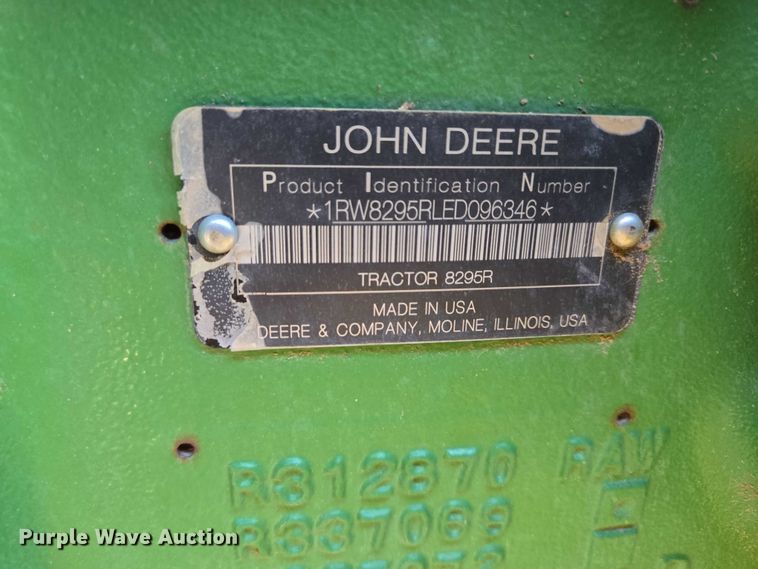 JOHN DEERE
Product Identification Number
*1RW8295RLED096346*
TRACTOR 8295R
MADE IN USA
DEERE & COMPANY, MOLINE, ILLINOIS, USA
R312870 RAW
R337069
Purple Wave Auction